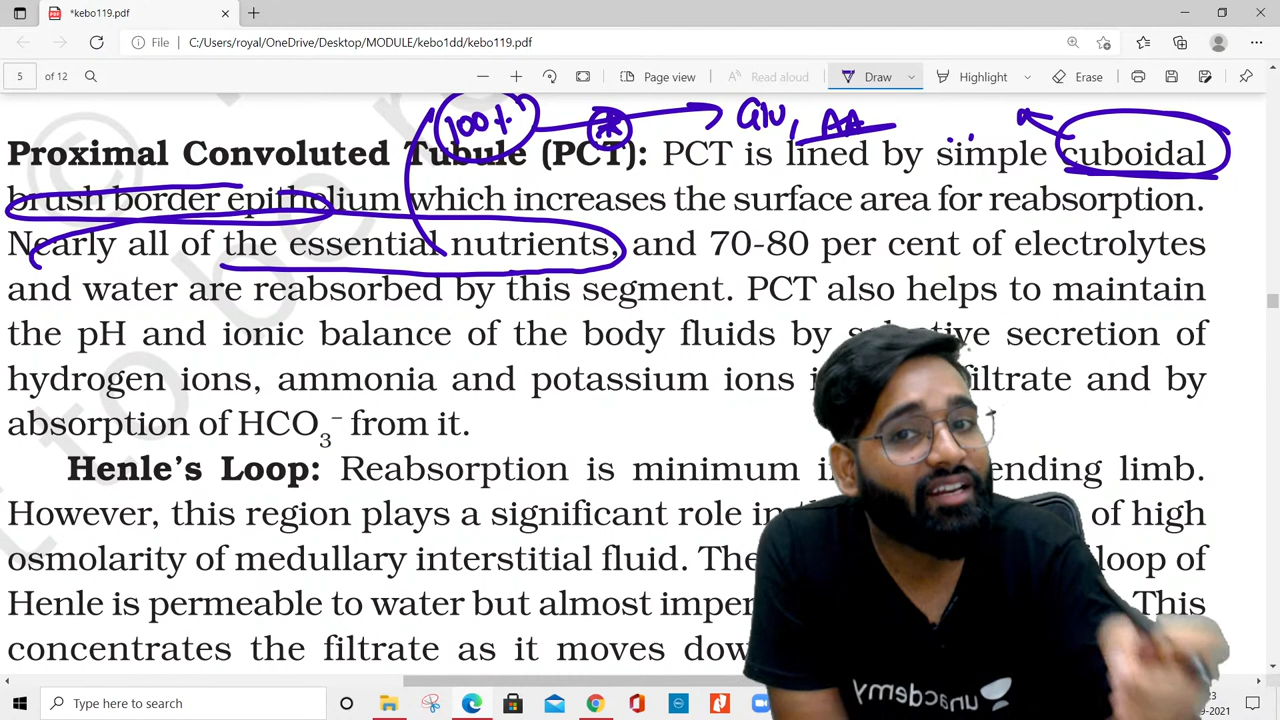 *kebo119.pdf
File C:/Users/royal/OneDrive/Desktop/MODULE/kebo1dd/kebo119.pdf
5 of 12 Page view Read aloud Draw Highlight Erase
100% Glu, AA
Proximal Convoluted Tubule (PCT): PCT is lined by simple cuboidal
brush border epithelium which increases the surface area for reabsorption.
Nearly all of the essential nutrients, and 70-80 per cent of electrolytes
and water are reabsorbed by this segment. PCT also helps to maintain
the pH and ionic balance of the body fluids by selective secretion of
hydrogen ions, ammonia and potassium ions filtrate and by
absorption of HCO₃⁻ from it.
Henle's Loop: Reabsorption is minimum ending limb.
However, this region plays a significant role in of high
osmolarity of medullary interstitial fluid. The loop of
Henle is permeable to water but almost imper This
concentrates the filtrate as it moves dow
unacademy
Type here to search